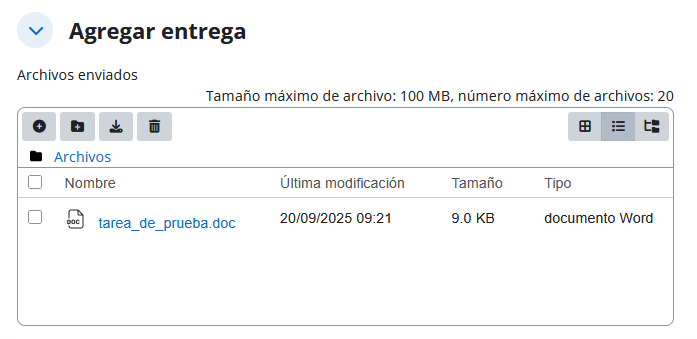 Agregar entrega
Archivos enviados
Tamaño máximo de archivo: 100 MB, número máximo de archivos: 20
Archivos
Nombre Última modificación Tamaño Tipo
DOC tarea_de_prueba.doc 20/09/2025 09:21 9.0 KB documento Word